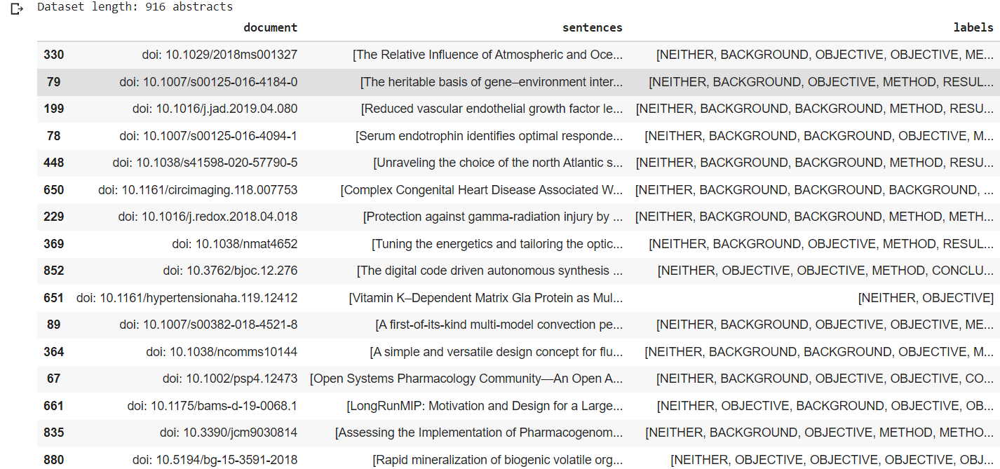 Dataset length: 916 abstracts
document sentences labels
330 doi: 10.1029/2018ms001327 [The Relative Influence of Atmospheric and Oce... [NEITHER, BACKGROUND, OBJECTIVE, OBJECTIVE, ME...
79 doi: 10.1007/s00125-016-4184-0 [The heritable basis of gene–environment inter... [NEITHER, BACKGROUND, OBJECTIVE, METHOD, RESUL...
199 doi: 10.1016/j.jad.2019.04.080 [Reduced vascular endothelial growth factor le... [NEITHER, BACKGROUND, BACKGROUND, METHOD, RESU...
78 doi: 10.1007/s00125-016-4094-1 [Serum endotrophin identifies optimal responde... [NEITHER, BACKGROUND, BACKGROUND, OBJECTIVE, M...
448 doi: 10.1038/s41598-020-57790-5 [Unraveling the choice of the north Atlantic s... [NEITHER, BACKGROUND, BACKGROUND, METHOD, RESU...
650 doi: 10.1161/circimaging.118.007753 [Complex Congenital Heart Disease Associated W... [NEITHER, BACKGROUND, BACKGROUND, BACKGROUND, ...
229 doi: 10.1016/j.redox.2018.04.018 [Protection against gamma-radiation injury by ... [NEITHER, BACKGROUND, BACKGROUND, METHOD, METH...
369 doi: 10.1038/nmat4652 [Tuning the energetics and tailoring the optic... [NEITHER, BACKGROUND, OBJECTIVE, METHOD, RESUL...
852 doi: 10.3762/bjoc.12.276 [The digital code driven autonomous synthesis ... [NEITHER, OBJECTIVE, OBJECTIVE, METHOD, CONCLU...
651 doi: 10.1161/hypertensionaha.119.12412 [Vitamin K–Dependent Matrix Gla Protein as Mul... [NEITHER, OBJECTIVE]
89 doi: 10.1007/s00382-018-4521-8 [A first-of-its-kind multi-model convection pe... [NEITHER, BACKGROUND, OBJECTIVE, OBJECTIVE, ME...
364 doi: 10.1038/ncomms10144 [A simple and versatile design concept for flu... [NEITHER, BACKGROUND, BACKGROUND, OBJECTIVE, M...
67 doi: 10.1002/psp4.12473 [Open Systems Pharmacology Community—An Open A... [NEITHER, BACKGROUND, OBJECTIVE, OBJECTIVE, CO...
661 doi: 10.1175/bams-d-19-0068.1 [LongRunMIP: Motivation and Design for a Large... [NEITHER, OBJECTIVE, BACKGROUND, OBJECTIVE, OB...
835 doi: 10.3390/jcm9030814 [Assessing the Implementation of Pharmacogenom... [NEITHER, BACKGROUND, OBJECTIVE, METHOD, METHO...
880 doi: 10.5194/bg-15-3591-2018 [Rapid mineralization of biogenic volatile org... [NEITHER, OBJECTIVE, OBJECTIVE, OBJECTIVE, OBJ...